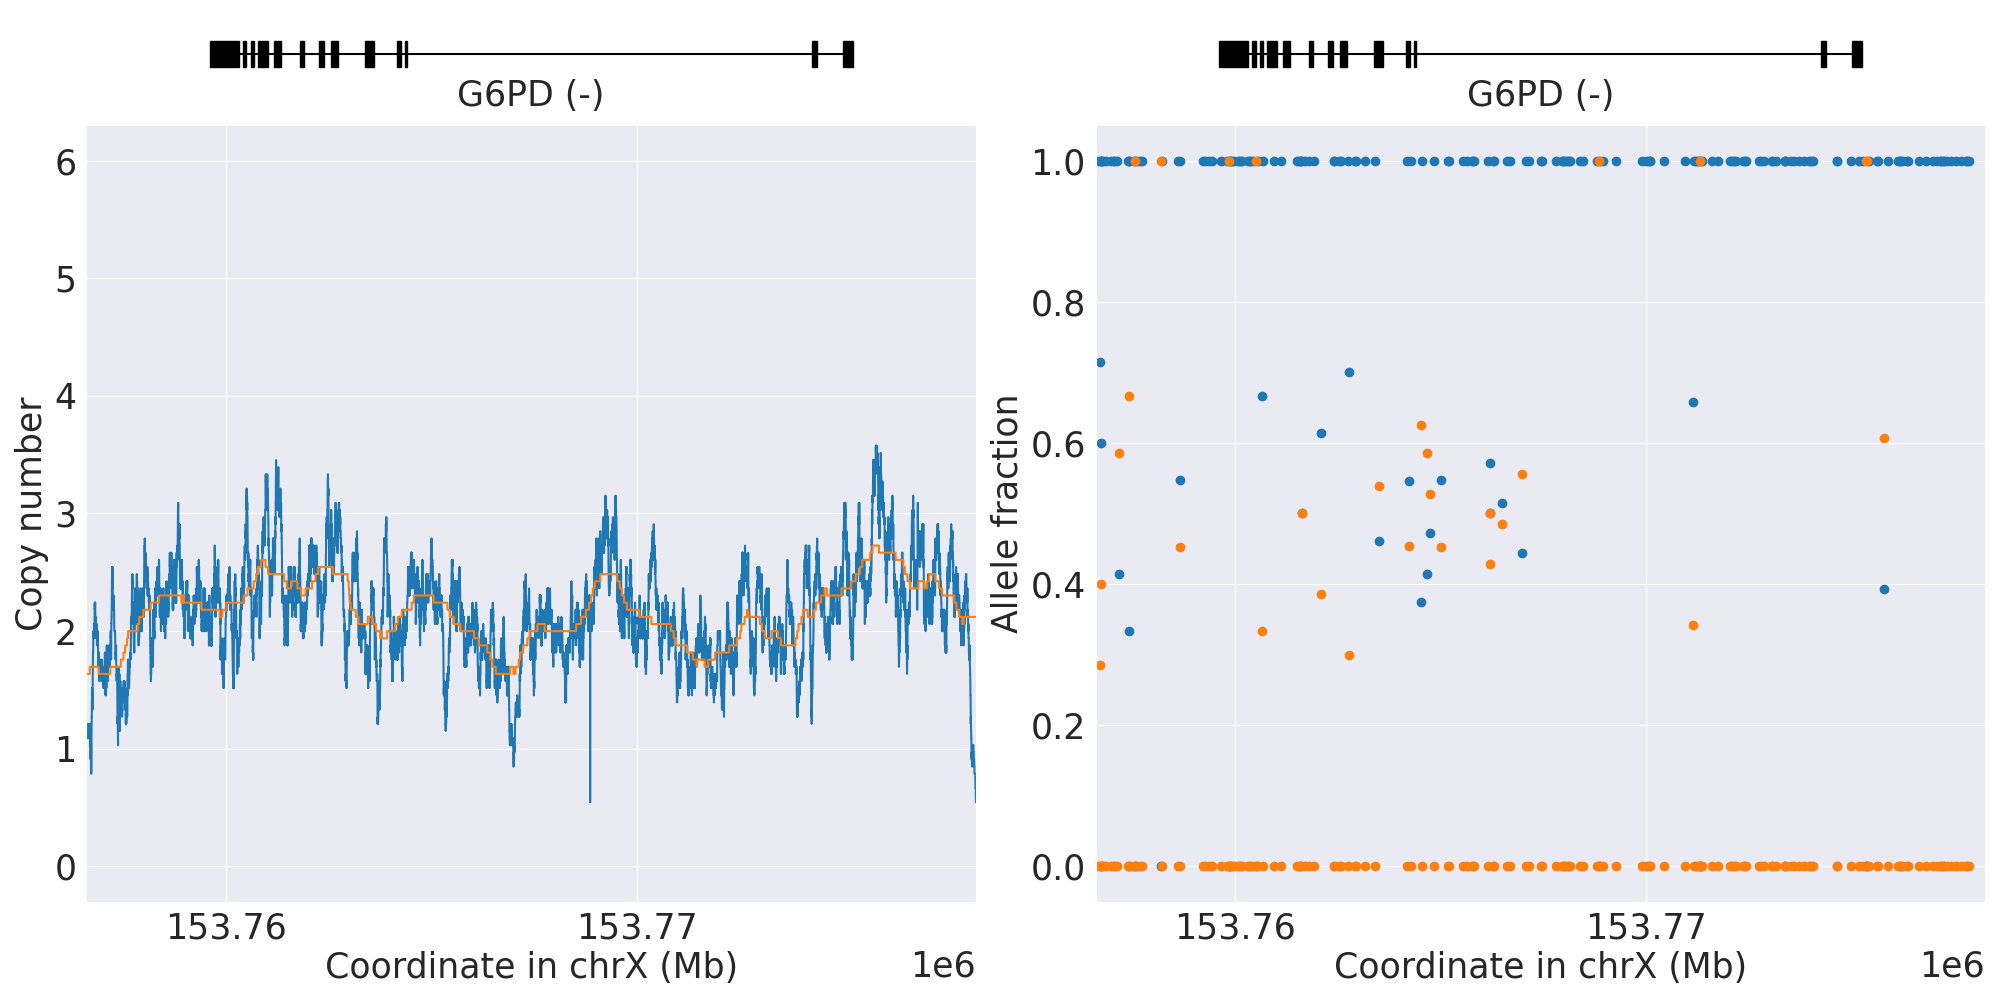 G6PD (-)
6
5
4
3
2
1
0
Copy number
153.76
153.77
Coordinate in chrX (Mb)
1e6
G6PD (-)
1.0
0.8
0.6
0.4
0.2
0.0
Allele fraction
153.76
153.77
Coordinate in chrX (Mb)
1e6